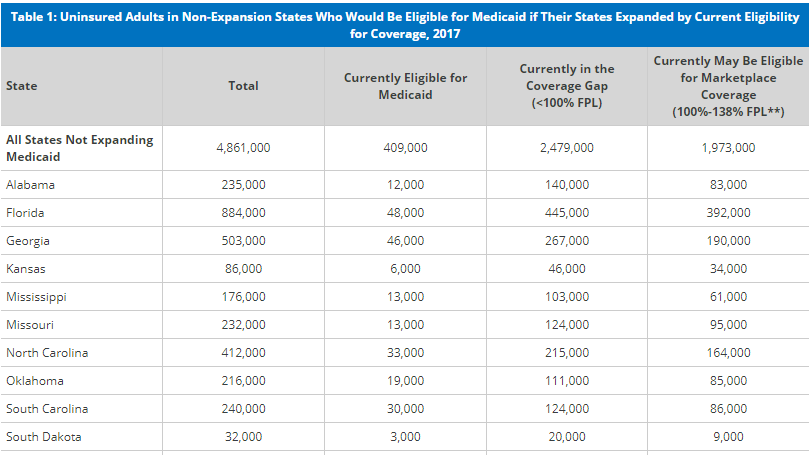 Table 1: Uninsured Adults in Non-Expansion States Who Would Be Eligible for Medicaid if Their States Expanded by Current Eligibility
for Coverage, 2017
State Total Currently Eligible for Medicaid Currently in the Coverage Gap (<100% FPL) Currently May Be Eligible for Marketplace Coverage (100%-138% FPL**)
All States Not Expanding Medicaid 4,861,000 409,000 2,479,000 1,973,000
Alabama 235,000 12,000 140,000 83,000
Florida 884,000 48,000 445,000 392,000
Georgia 503,000 46,000 267,000 190,000
Kansas 86,000 6,000 46,000 34,000
Mississippi 176,000 13,000 103,000 61,000
Missouri 232,000 13,000 124,000 95,000
North Carolina 412,000 33,000 215,000 164,000
Oklahoma 216,000 19,000 111,000 85,000
South Carolina 240,000 30,000 124,000 86,000
South Dakota 32,000 3,000 20,000 9,000